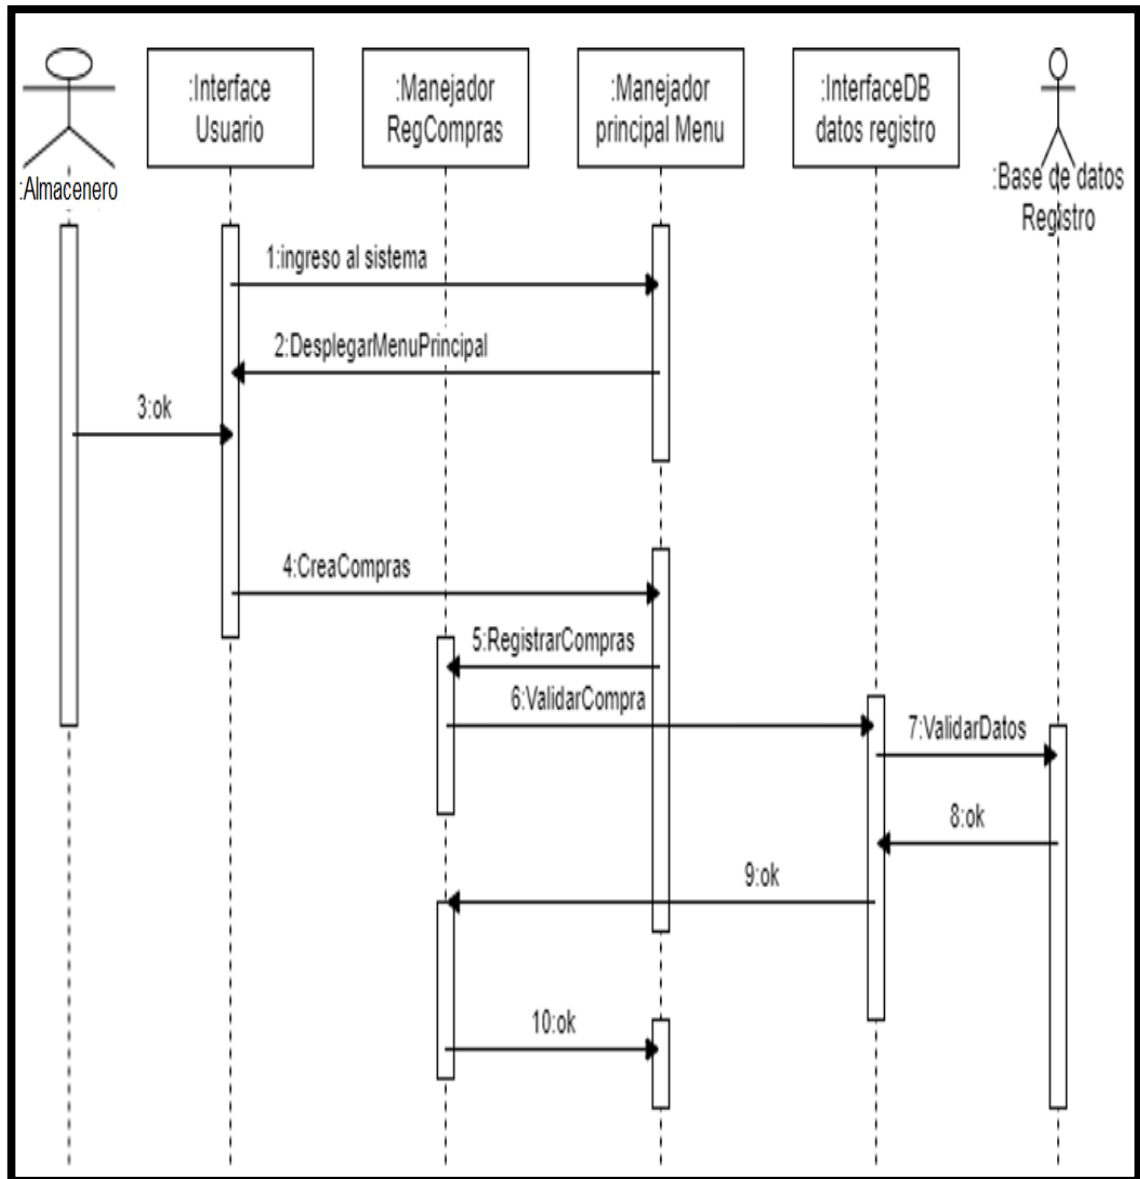 :Almacenero
:Interface
Usuario
:Manejador
RegCompras
:Manejador
principal Menu
:InterfaceDB
datos registro
:Base de datos
Registro
1:ingreso al sistema
2:DesplegarMenuPrincipal
3:ok
4:CreaCompras
5:RegistrarCompras
6:ValidarCompra
7:ValidarDatos
8:ok
9:ok
10:ok